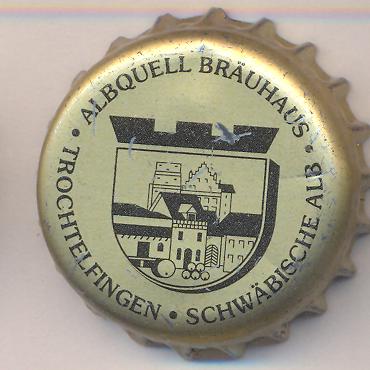 ALBQUELL BRÄUHAUS • SCHWÄBISCHE ALB • TROCHTELFINGEN •